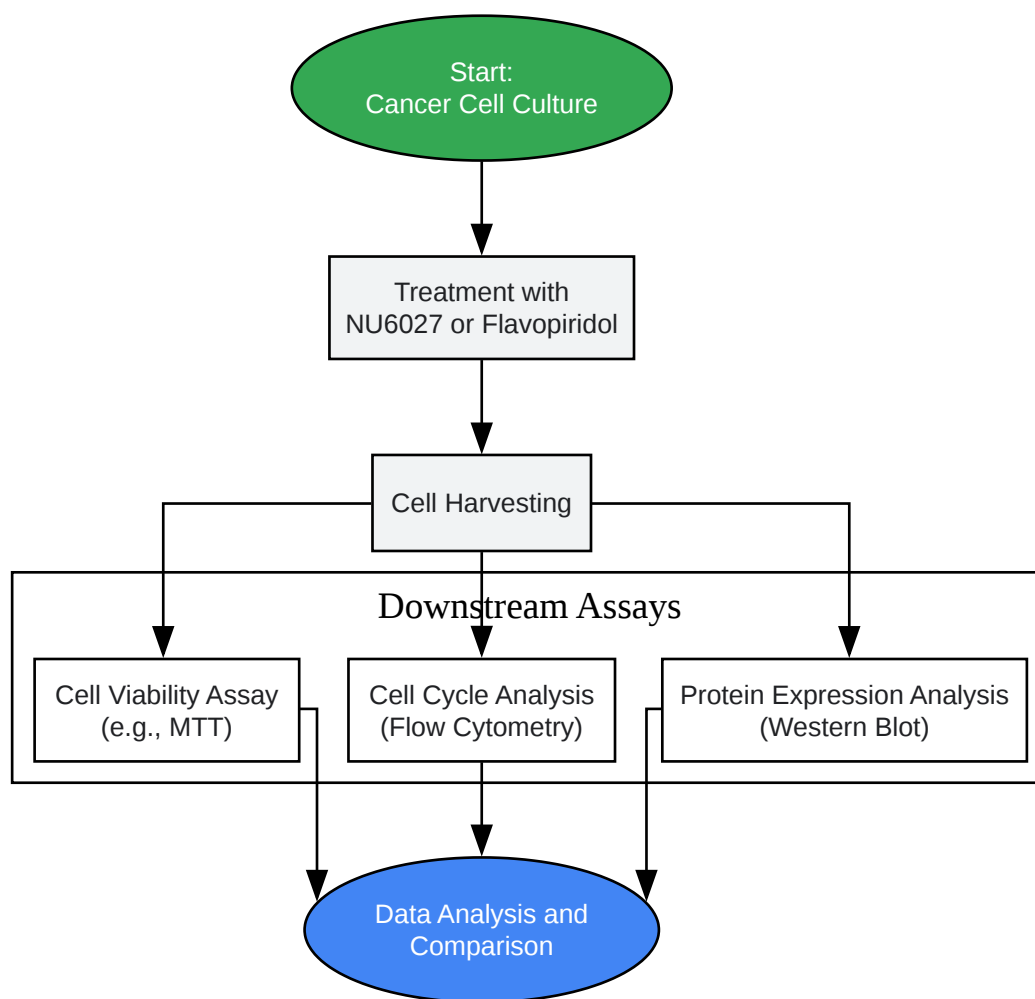 Start:
Cancer Cell Culture
Treatment with
NU6027 or Flavopiridol
Cell Harvesting
Downstream Assays
Cell Viability Assay
(e.g., MTT)
Cell Cycle Analysis
(Flow Cytometry)
Protein Expression Analysis
(Western Blot)
Data Analysis and
Comparison